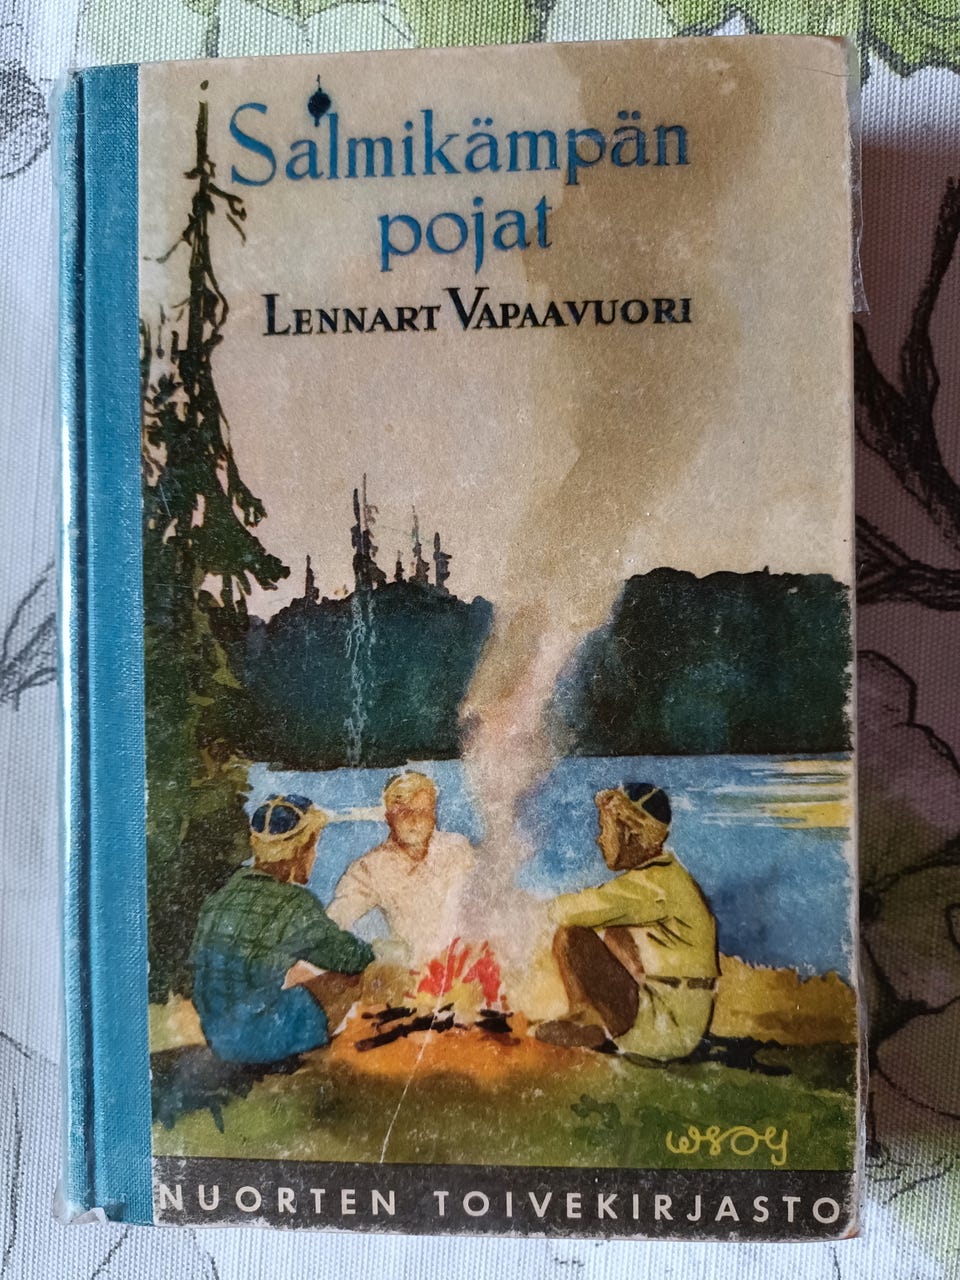 Salmikämpän
pojat
LENNART VAPAAVUORI
WSOY
NUORTEN TOIVEKIRJASTO